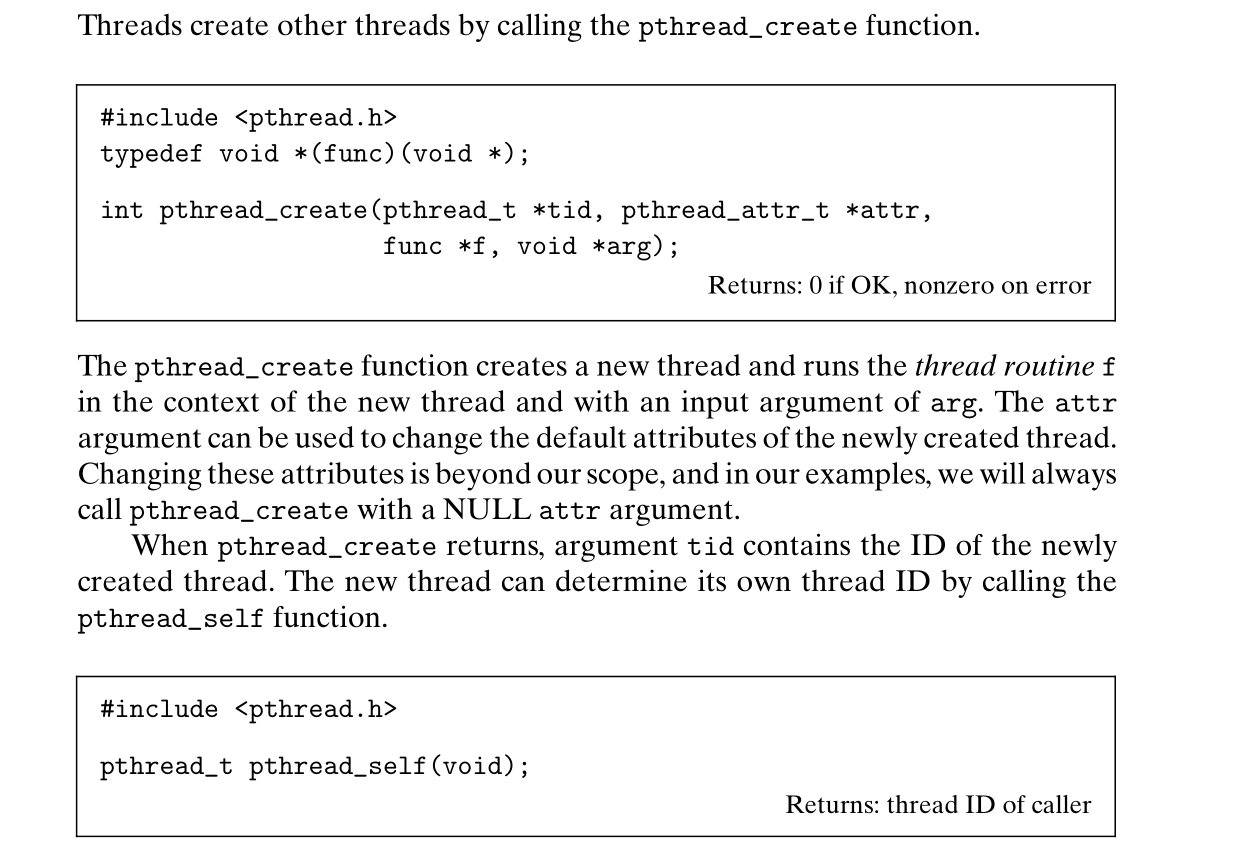 Threads create other threads by calling the pthread_create function.
#include <pthread.h>
typedef void *(func)(void *);
int pthread_create(pthread_t *tid, pthread_attr_t *attr,
func *f, void *arg);
Returns: 0 if OK, nonzero on error
The pthread_create function creates a new thread and runs the thread routine f
in the context of the new thread and with an input argument of arg. The attr
argument can be used to change the default attributes of the newly created thread.
Changing these attributes is beyond our scope, and in our examples, we will always
call pthread_create with a NULL attr argument.
When pthread_create returns, argument tid contains the ID of the newly
created thread. The new thread can determine its own thread ID by calling the
pthread_self function.
#include <pthread.h>
pthread_t pthread_self(void);
Returns: thread ID of caller